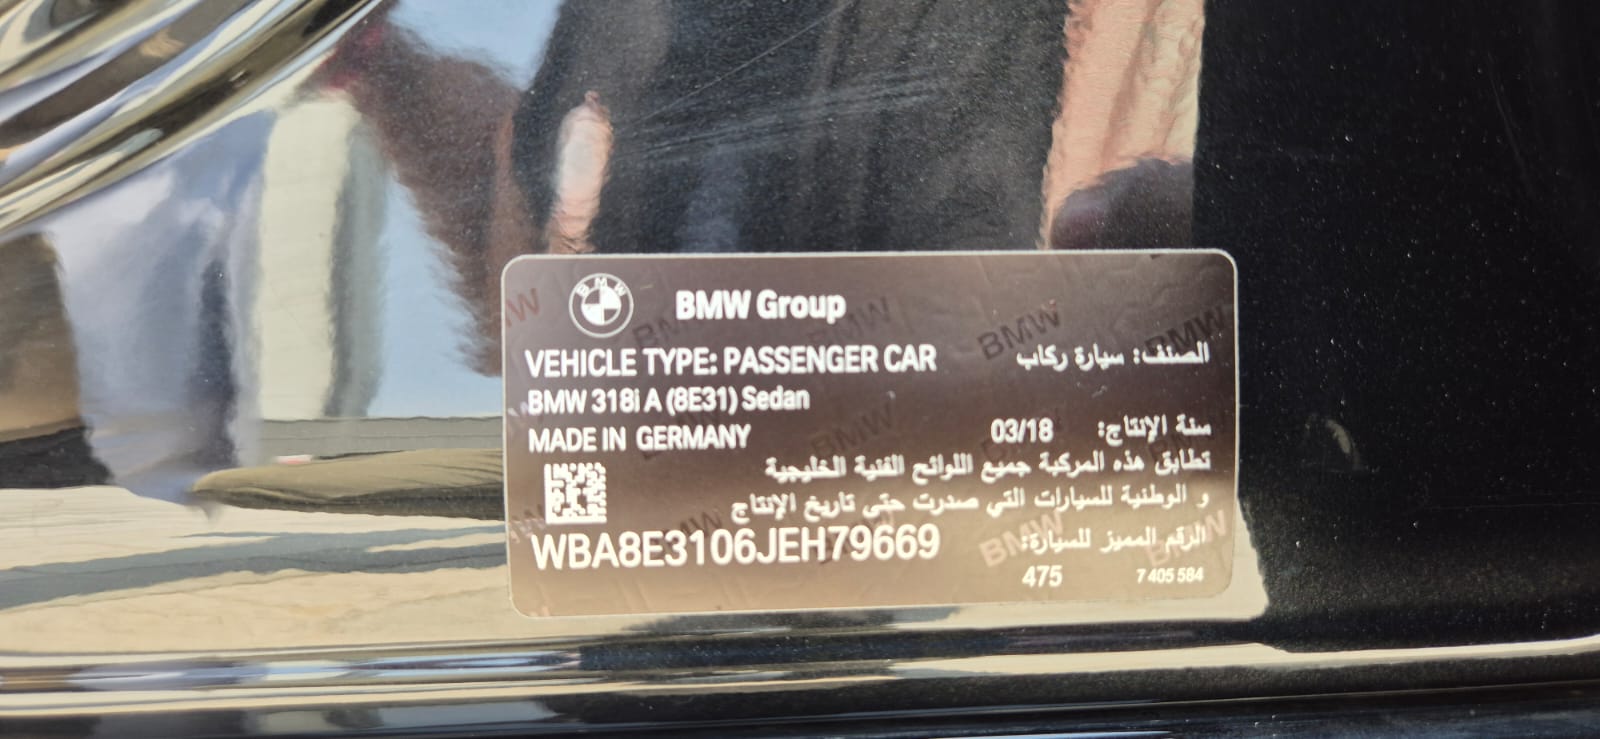 BMW
BMW Group
VEHICLE TYPE: PASSENGER CAR الصنف: سيارة ركاب
BMW 318i A (8E31) Sedan
MADE IN GERMANY 03/18 سنة الإنتاج:
تطابق هذه المركبة جميع اللوائح الفنية الخليجية
و الوطنية للسيارات التي صدرت حتى تاريخ الإنتاج
WBA8E3106JEH79669 الرقم المميز للسيارة:
475 7 405 584